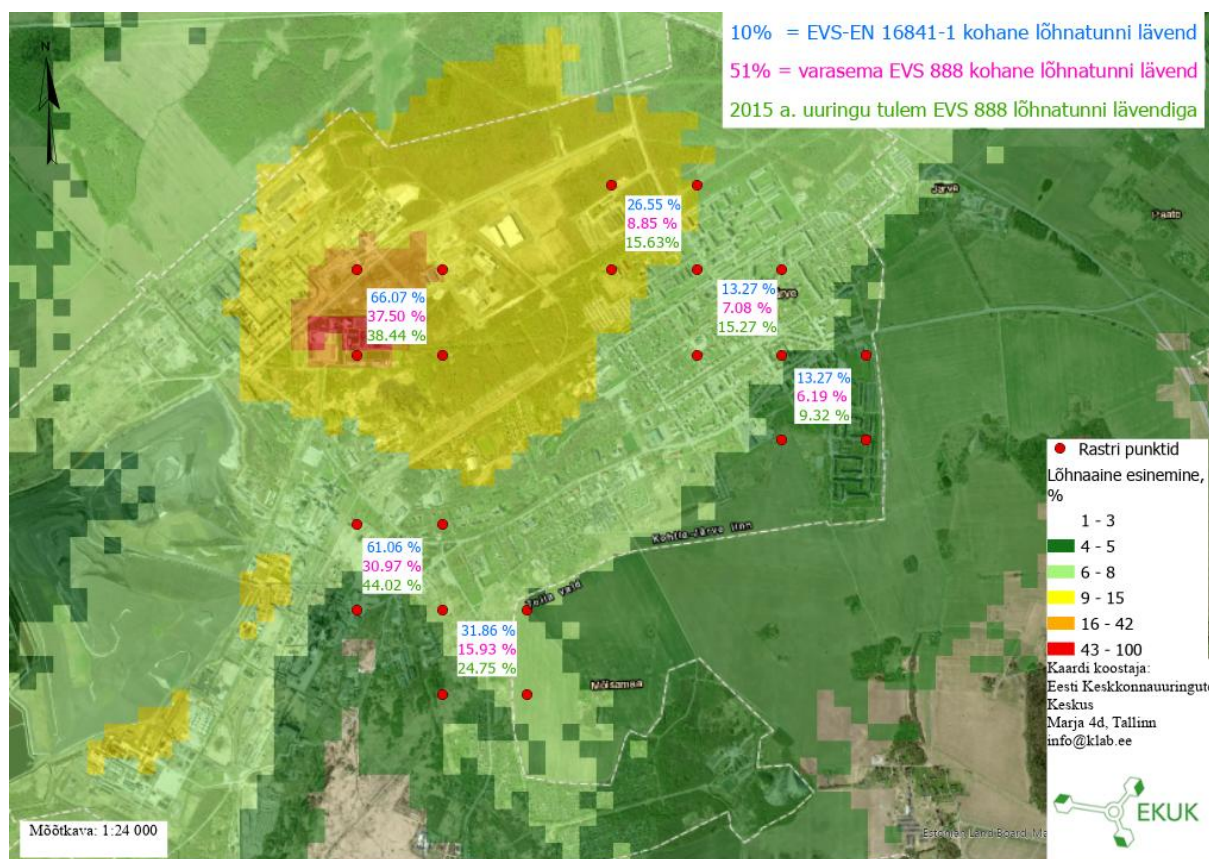 10% = EVS-EN 16841-1 kohane lõhnatunni lävend
51% = varasema EVS 888 kohane lõhnatunni lävend
2015 a. uuringu tulem EVS 888 lõhnatunni lävendiga
N
Järve
26.55 %
8.85 %
15.63%
66.07 %
37.50 %
38.44 %
13.27 %
7.08 %
15.27 %
13.27 %
6.19 %
9.32 %
61.06 %
30.97 %
44.02 %
Kohtla-Järve linn
Toila vald
31.86 %
15.93 %
24.75 %
Mõisamaa
Rastri punktid
Lõhnaaine esinemine,
%
1 - 3
4 - 5
6 - 8
9 - 15
16 - 42
43 - 100
Kaardi koostaja:
Eesti Keskkonnauuringute
Keskus
Marja 4d, Tallinn
info@klab.ee
EKUK
Mõõtkava: 1:24 000
Estonian Land Board, Ma